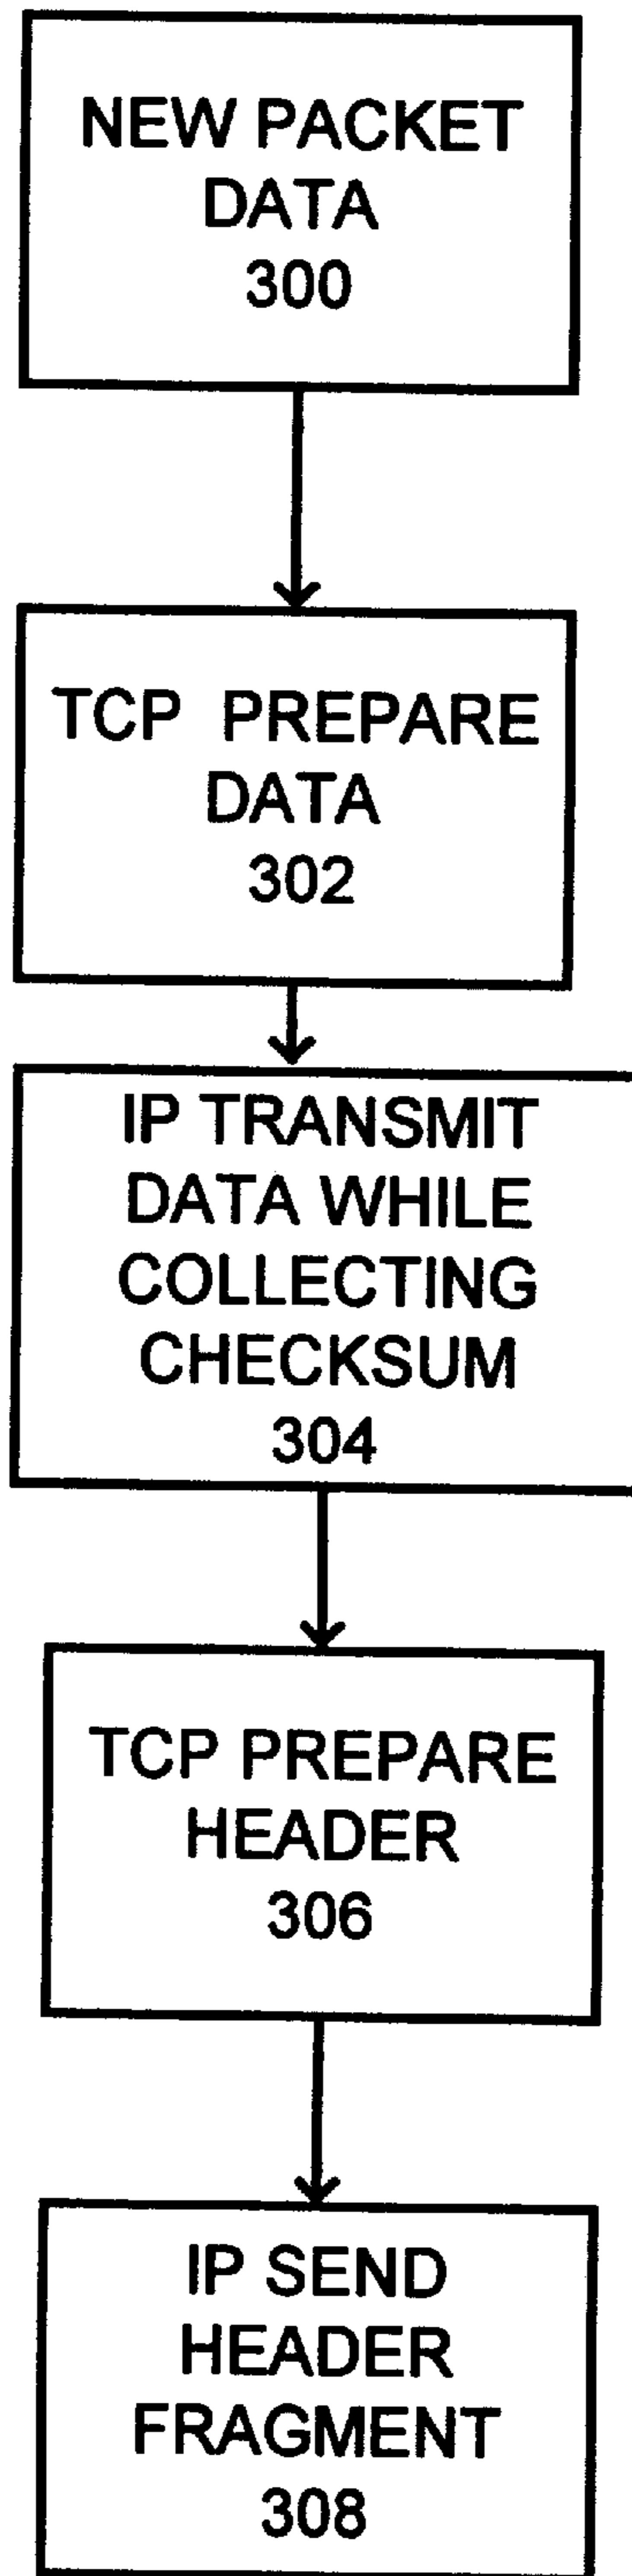 NEW PACKET
DATA
300
TCP PREPARE
DATA
302
IP TRANSMIT
DATA WHILE
COLLECTING
CHECKSUM
304
TCP PREPARE
HEADER
306
IP SEND
HEADER
FRAGMENT
308